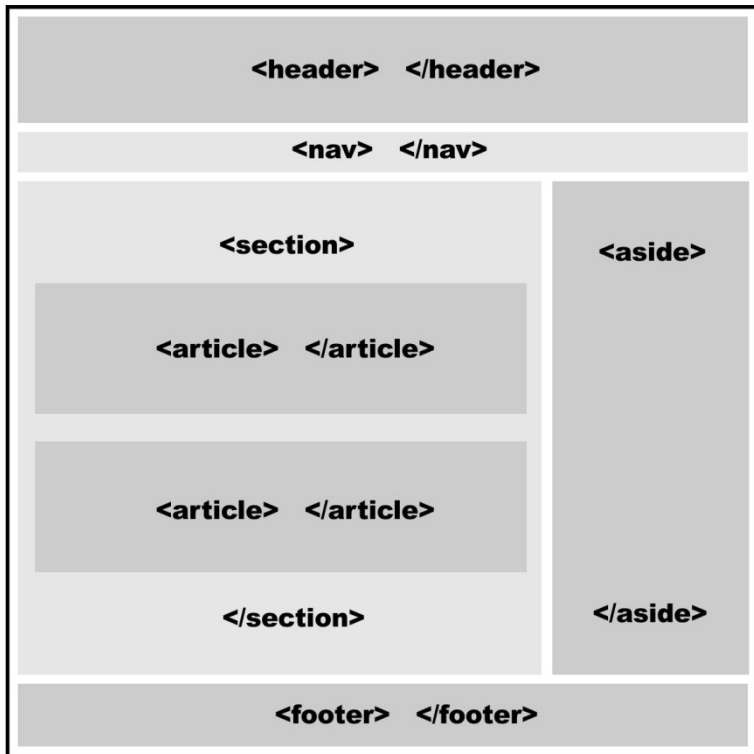 <header>   </header>
<nav>   </nav>
<section>
<article>   </article>
<article>   </article>
</section>
<aside>
</aside>
<footer>   </footer>